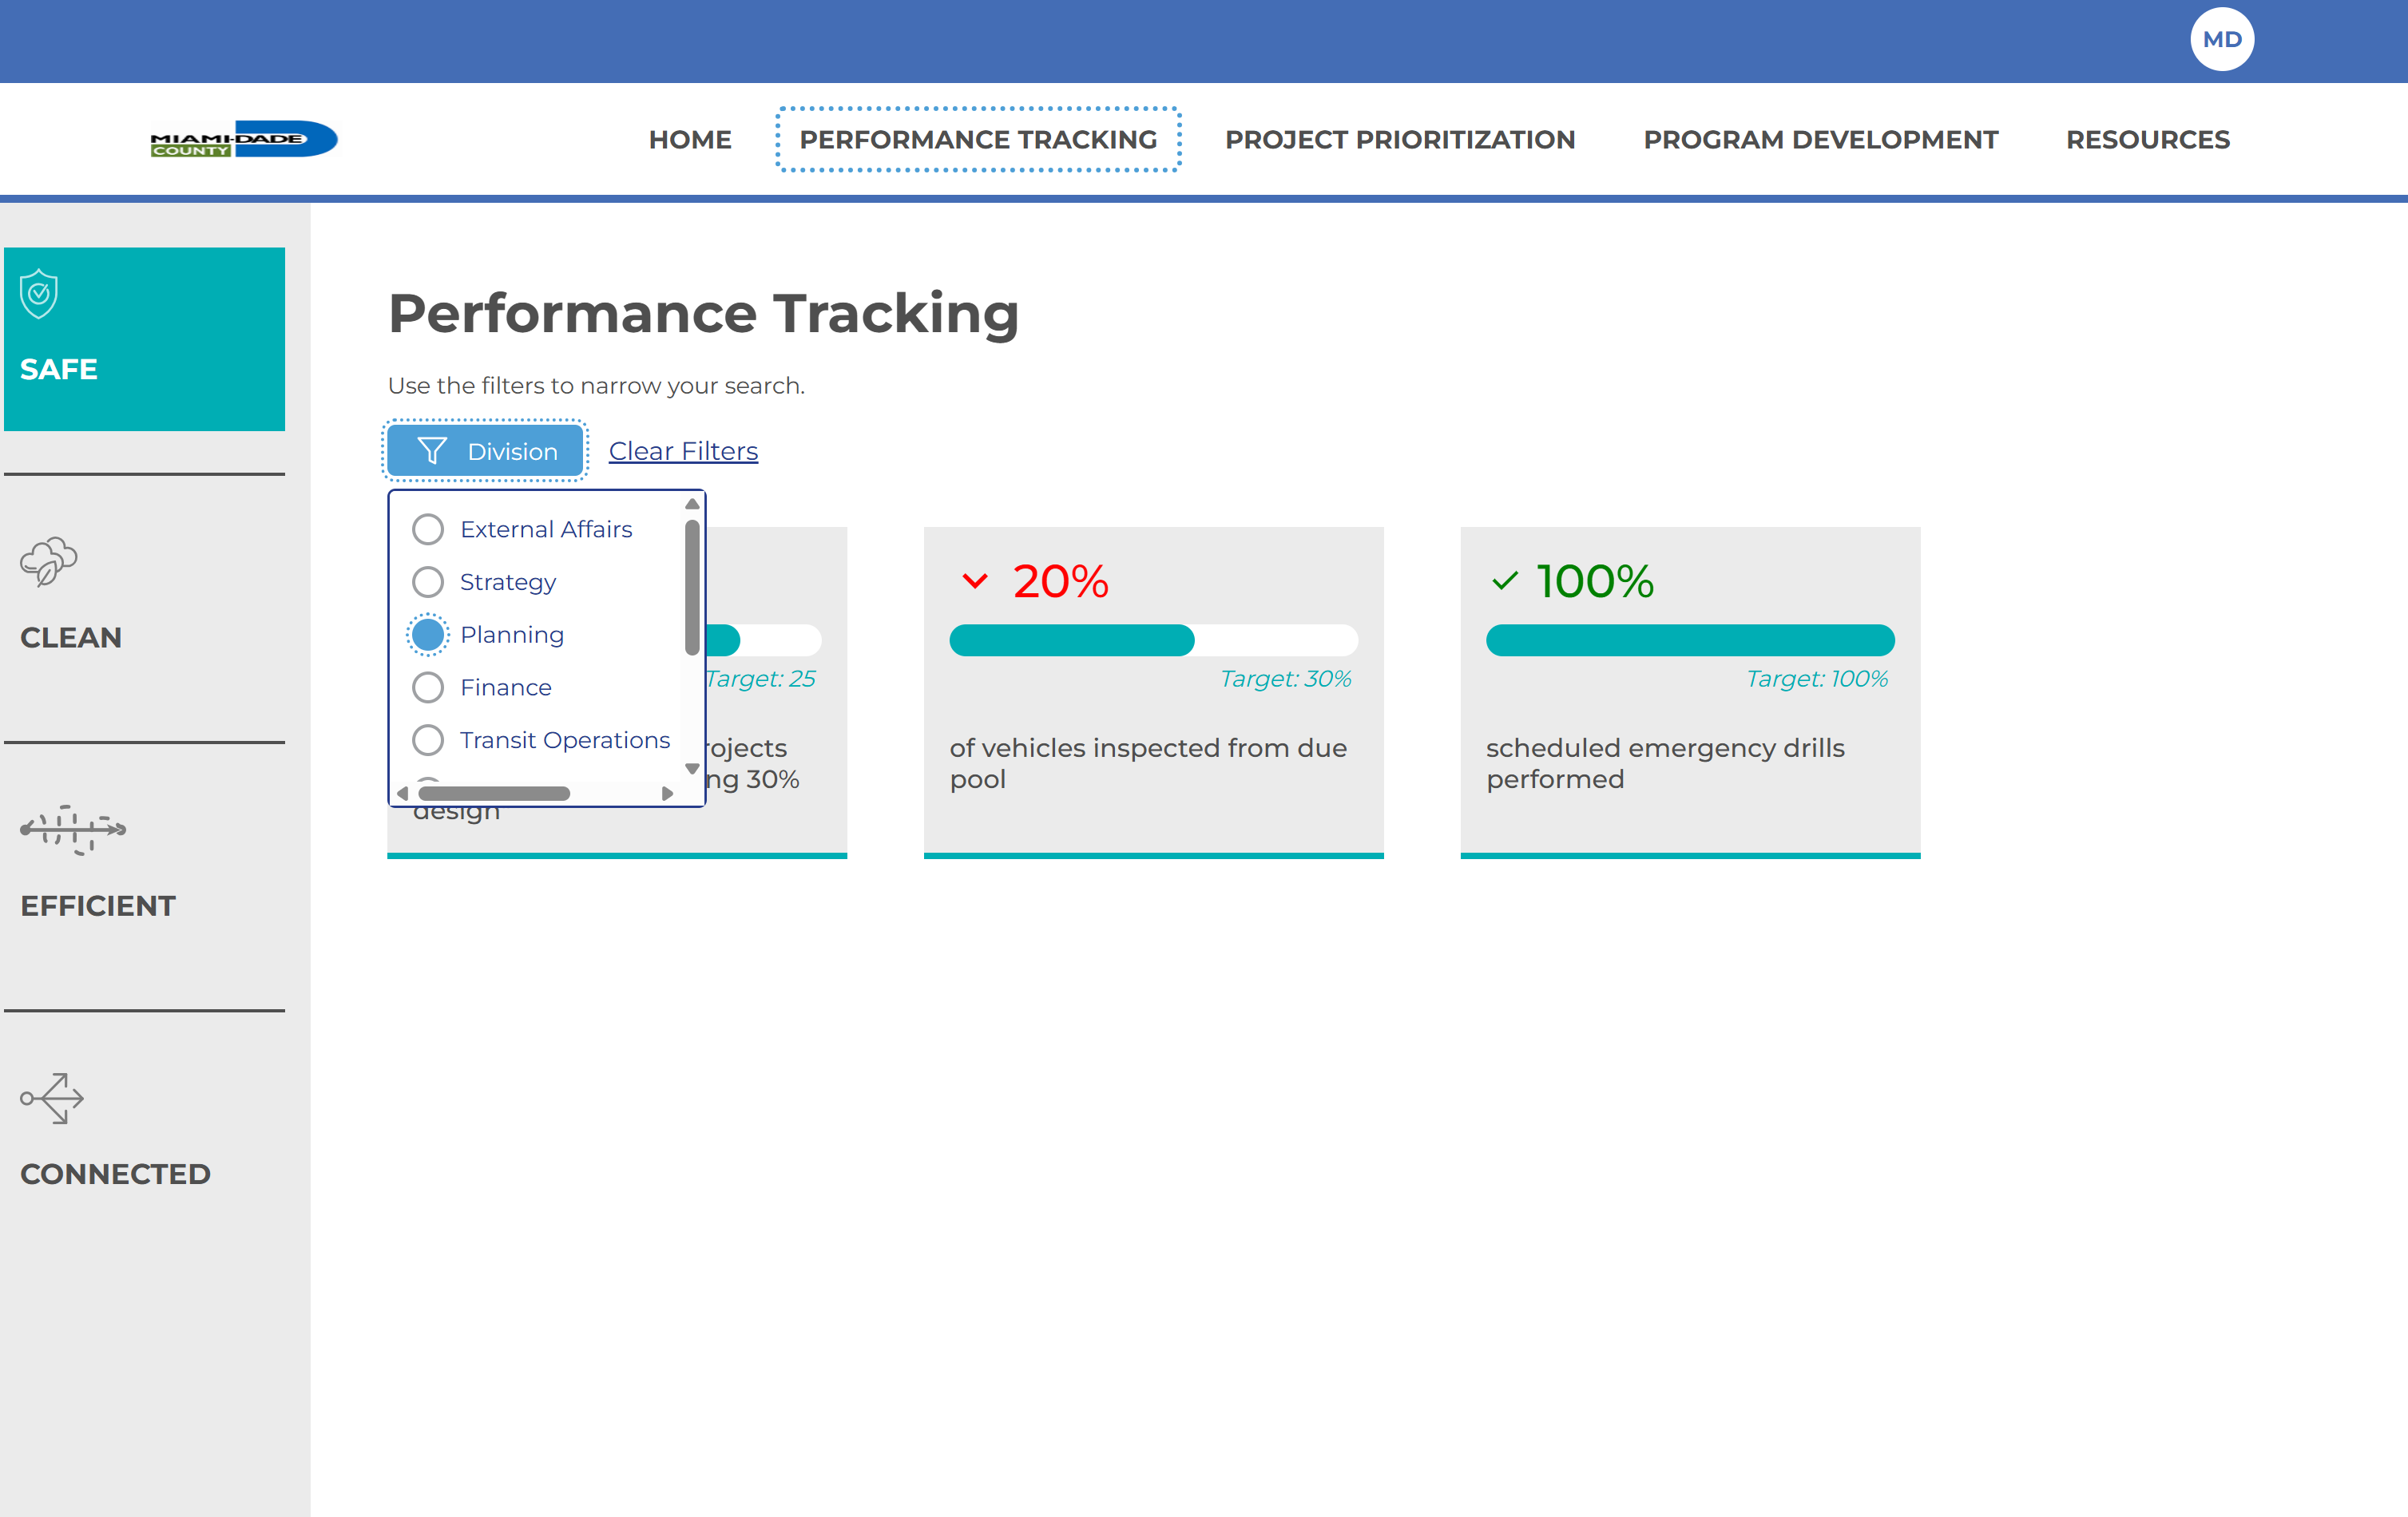 MD
MIAMI-DADE
COUNTY
HOME
PERFORMANCE TRACKING
PROJECT PRIORITIZATION
PROGRAM DEVELOPMENT
RESOURCES
SAFE
CLEAN
EFFICIENT
CONNECTED
Performance Tracking
Use the filters to narrow your search.
Division
Clear Filters
External Affairs
Strategy
Planning
Finance
Transit Operations
Target: 25
30%
design
20%
Target: 30%
of vehicles inspected from due
pool
100%
Target: 100%
scheduled emergency drills
performed